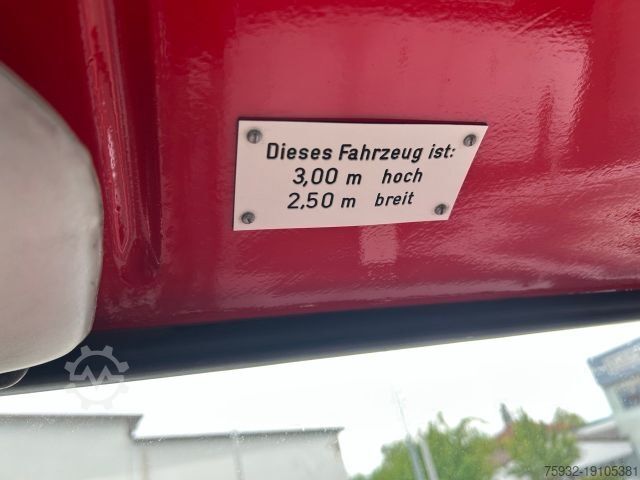 Dieses Fahrzeug ist:
3,00 m hoch
2,50 m breit
75932-19105381